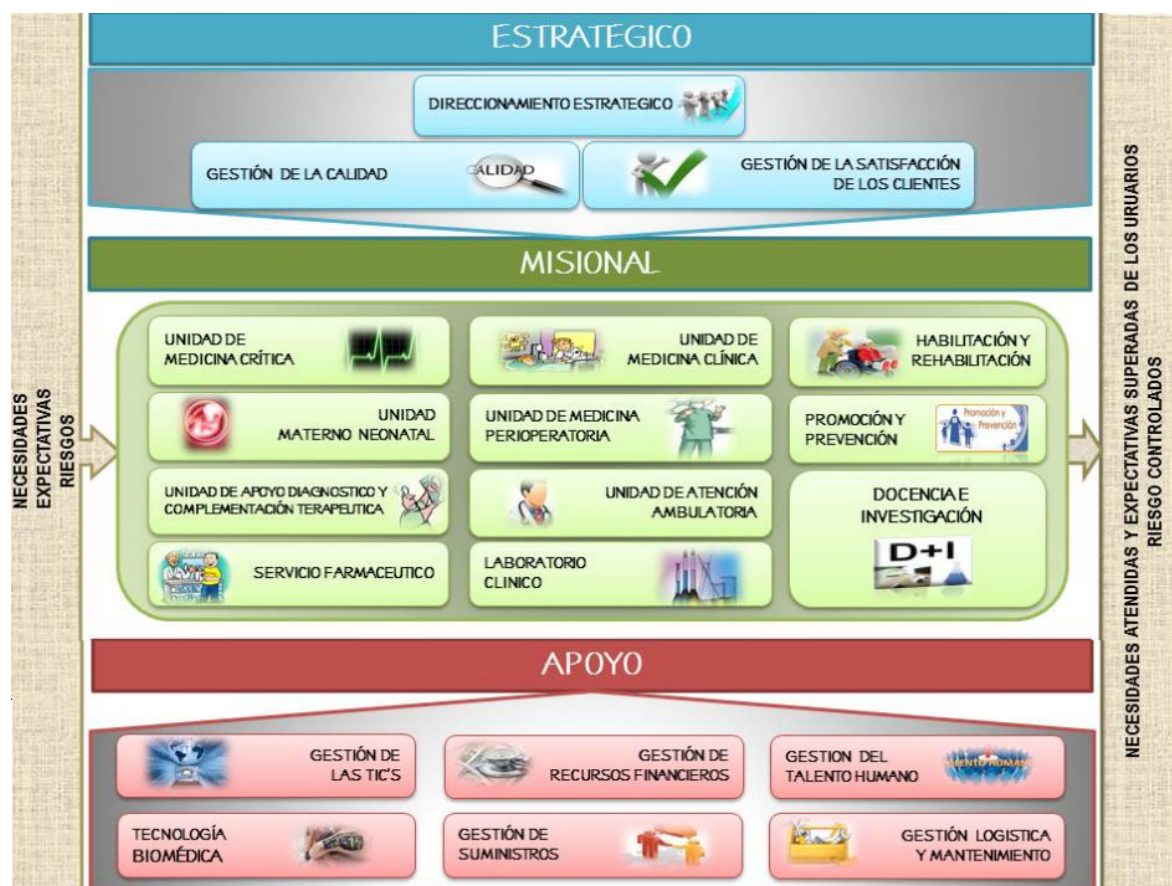 ESTRATEGICO
DIRECCIONAMIENTO ESTRATEGICO
GESTIÓN DE LA CALIDAD
CALIDAD
GESTIÓN DE LA SATISFACCIÓN
DE LOS CLIENTES
MISIONAL
UNIDAD DE
MEDICINA CRÍTICA
UNIDAD DE
MEDICINA CLÍNICA
HABILITACIÓN Y
REHABILITACIÓN
UNIDAD
MATERNO NEONATAL
UNIDAD DE MEDICINA
PERIOPERATORIA
PROMOCIÓN Y
PREVENCIÓN
Promoción y
Prevención
UNIDAD DE APOYO DIAGNOSTICO Y
COMPLEMENTACIÓN TERAPEUTICA
UNIDAD DE ATENCIÓN
AMBULATORIA
DOCENCIA E
INVESTIGACIÓN
D+I
SERVICIO FARMACEUTICO
LABORATORIO
CLINICO
APOYO
GESTIÓN DE
LAS TIC'S
GESTIÓN DE
RECURSOS FINANCIEROS
GESTION DEL
TALENTO HUMANO
TALENTO HUMANO
TECNOLOGÍA
BIOMÉDICA
GESTIÓN DE
SUMINISTROS
GESTIÓN LOGISTICA
Y MANTENIMIENTO
NECESIDADES
EXPECTATIVAS
RIESGOS
NECESIDADES ATENDIDAS Y EXPECTATIVAS SUPERADAS DE LOS URUARIOS
RIESGO CONTROLADOS